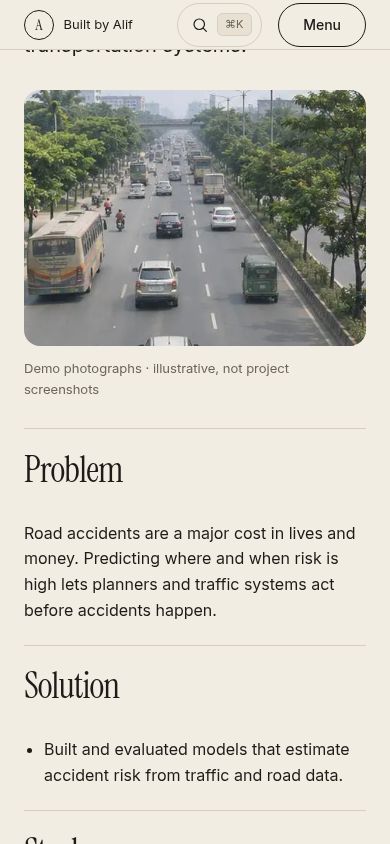 A Built by Alif ⌘K Menu
transportation systems.
Demo photographs · illustrative, not project
screenshots
Problem
Road accidents are a major cost in lives and
money. Predicting where and when risk is
high lets planners and traffic systems act
before accidents happen.
Solution
• Built and evaluated models that estimate
accident risk from traffic and road data.